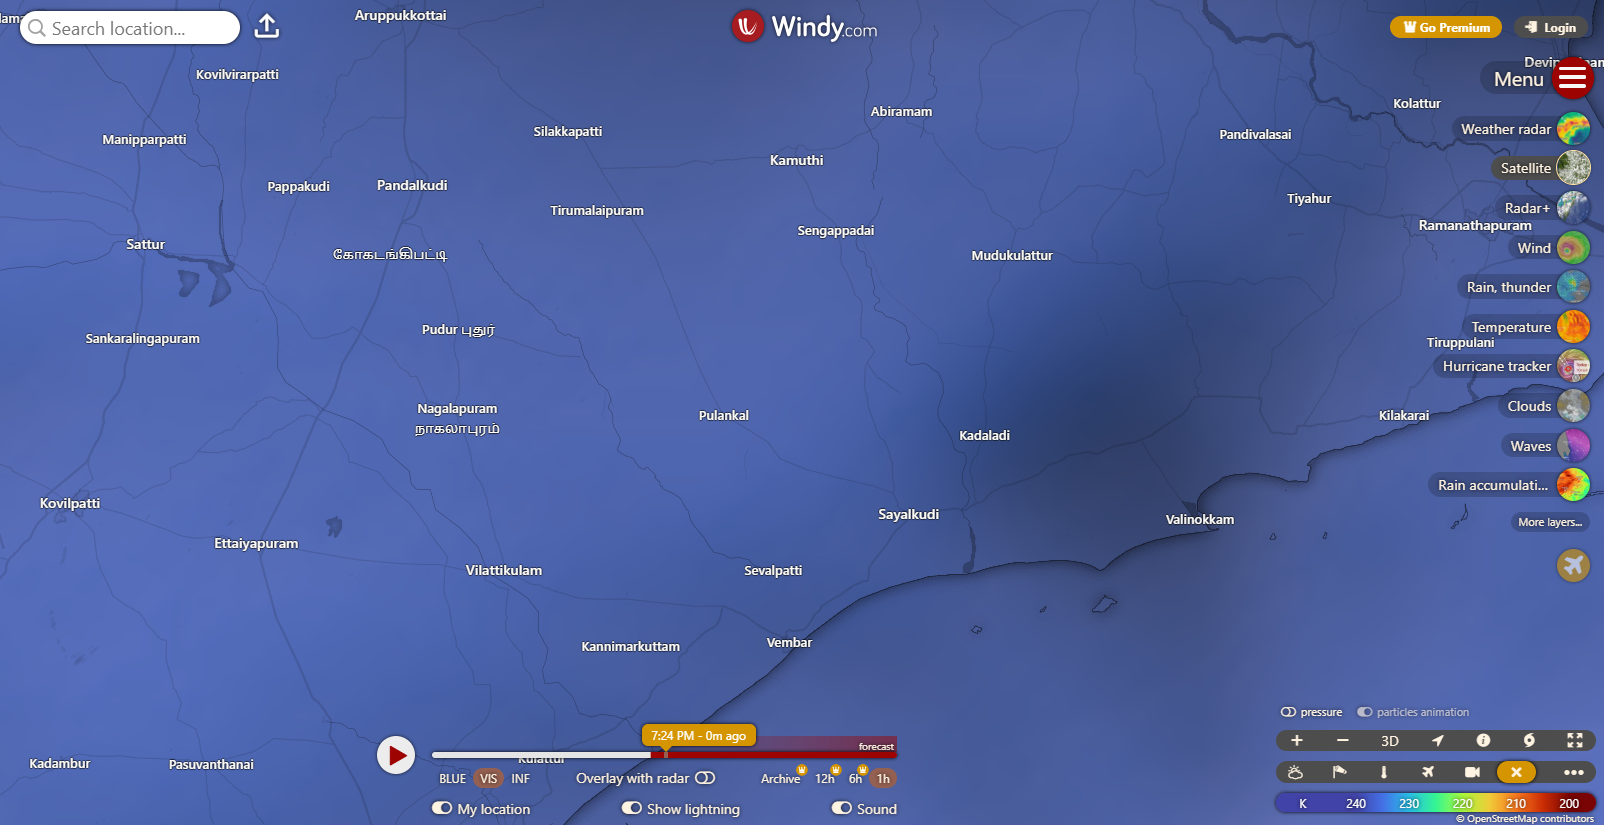 Aruppukkottai
Search location...
Windy.com
Go Premium
Login
Menu
Kovilvirarpatti
Kolattur
Abiramam
Silakkapatti
Pandivalasai
Weather radar
Manipparpatti
Kamuthi
Satellite
Pappakudi
Pandalkudi
Tiyahur
Radar+
Tirumalaipuram
Ramanathapuram
Sengappadai
Sattur
Wind
கோகடங்கிபட்டி
Mudukulattur
Rain, thunder
Pudur புதுர்
Temperature
Sankaralingapuram
Tiruppulani
Hurricane tracker
Nagalapuram
நாகலாபுரம்
Clouds
Pulankal
Kilakarai
Kadaladi
Waves
Rain accumulati...
Kovilpatti
Sayalkudi
Valinokkam
More layers...
Ettaiyapuram
Vilattikulam
Sevalpatti
Kannimarkuttam
Vembar
pressure
particles animation
7:24 PM - 0m ago
forecast
3D
Kadambur
Pasuvanthanai
Kulattur
BLUE VIS INF
Overlay with radar
Archive 12h 6h 1h
My location
Show lightning
Sound
K 240 230 220 210 200
© OpenStreetMap contributors